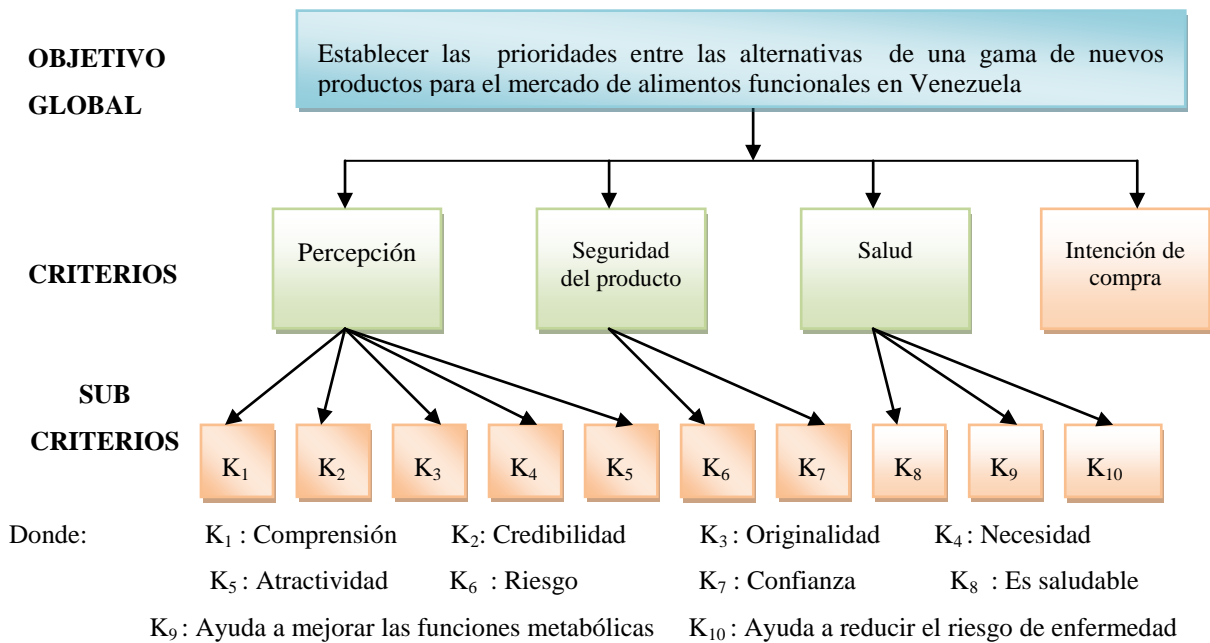 OBJETIVO
GLOBAL
Establecer las prioridades entre las alternativas de una gama de nuevos
productos para el mercado de alimentos funcionales en Venezuela
CRITERIOS
Percepción
Seguridad
del producto
Salud
Intención de
compra
SUB
CRITERIOS
K₁ K₂ K₃ K₄ K₅ K₆ K₇ K₈ K₉ K₁₀
Donde: K₁ : Comprensión K₂: Credibilidad K₃ : Originalidad K₄ : Necesidad
K₅ : Atractividad K₆ : Riesgo K₇ : Confianza K₈ : Es saludable
K₉ : Ayuda a mejorar las funciones metabólicas K₁₀ : Ayuda a reducir el riesgo de enfermedad